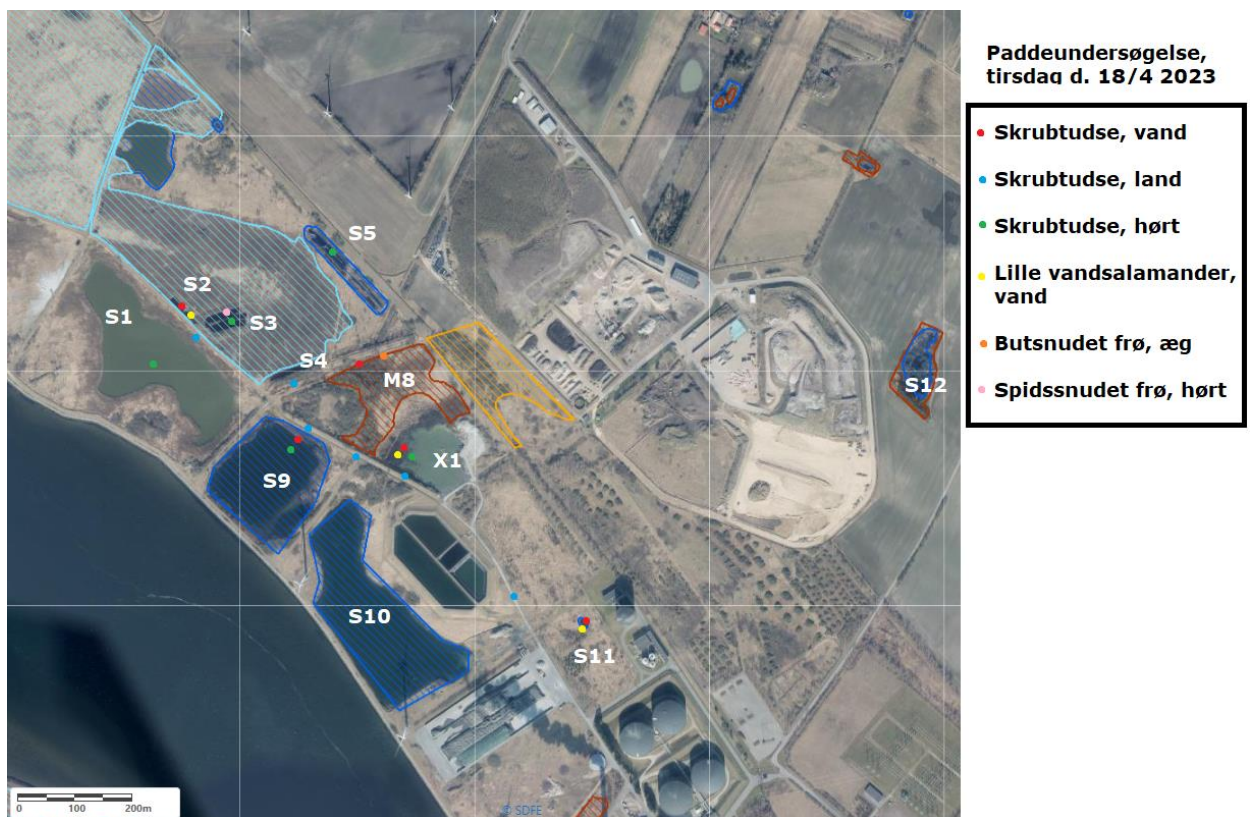 Paddeundersøgelse,
tirsdag d. 18/4 2023
Skrubtudse, vand
Skrubtudse, land
Skrubtudse, hørt
Lille vandsalamander,
vand
Butsnudet frø, æg
Spidssnudet frø, hørt
S5
S2
S1
S3
S4
M8
S12
X1
S9
S10
S11
0 100 200m
© SDFE